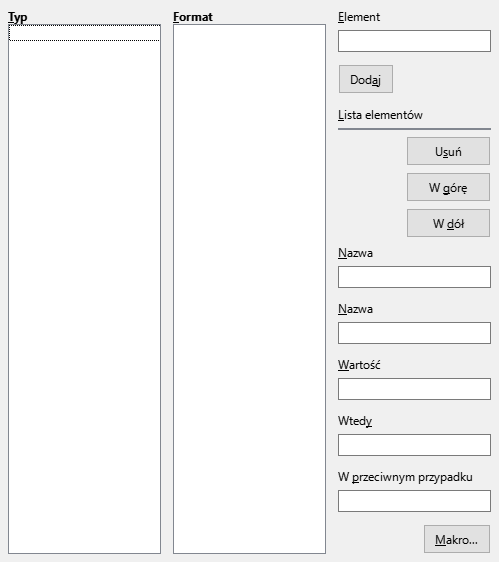 Typ
Format
Element
Dodaj
Lista elementów
Usuń
W górę
W dół
Nazwa
Nazwa
Wartość
Wtedy
W przeciwnym przypadku
Makro...